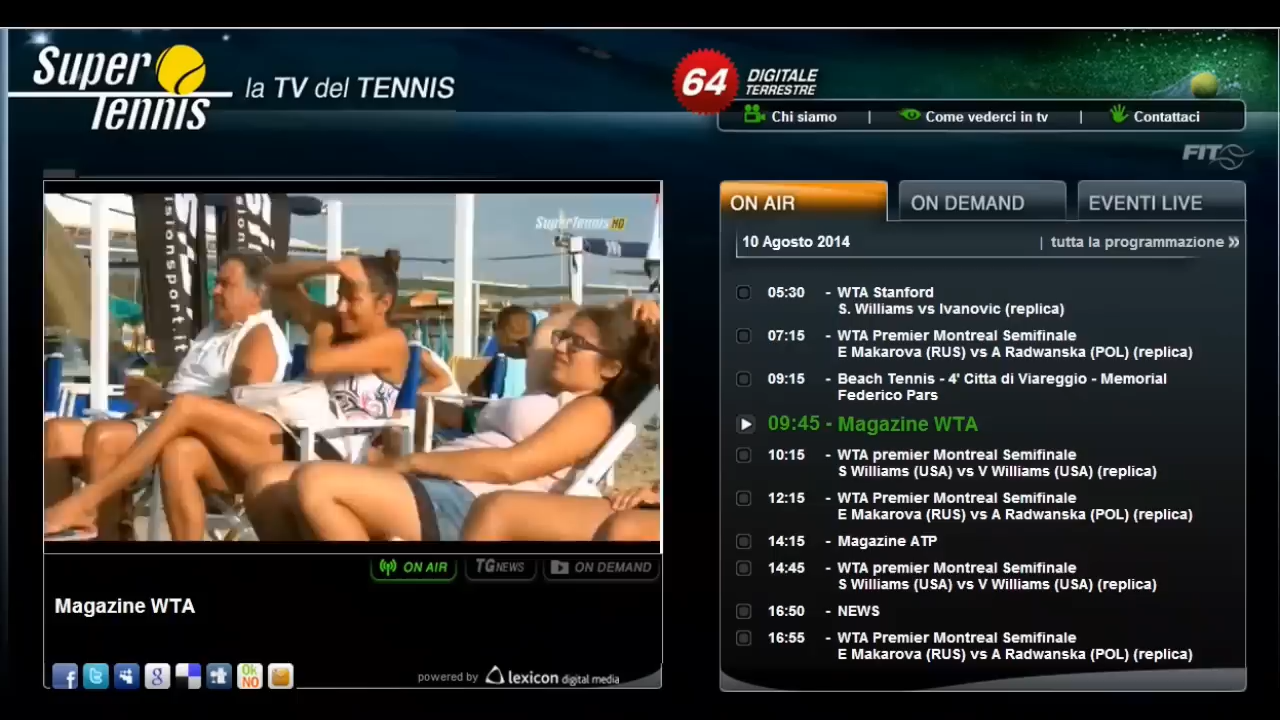 Super Tennis
la TV del TENNIS
64
DIGITALE
TERRESTRE
Chi siamo | Come vederci in tv | Contattaci
FIT
SuperTennis HD
ON AIR
ON DEMAND
EVENTI LIVE
10 Agosto 2014 | tutta la programmazione »
05:30 - WTA Stanford
S. Williams vs Ivanovic (replica)
07:15 - WTA Premier Montreal Semifinale
E Makarova (RUS) vs A Radwanska (POL) (replica)
09:15 - Beach Tennis - 4' Citta di Viareggio - Memorial
Federico Pars
09:45 - Magazine WTA
10:15 - WTA premier Montreal Semifinale
S Williams (USA) vs V Williams (USA) (replica)
12:15 - WTA Premier Montreal Semifinale
E Makarova (RUS) vs A Radwanska (POL) (replica)
14:15 - Magazine ATP
14:45 - WTA premier Montreal Semifinale
S Williams (USA) vs V Williams (USA) (replica)
16:50 - NEWS
16:55 - WTA Premier Montreal Semifinale
E Makarova (RUS) vs A Radwanska (POL) (replica)
ON AIR
TG NEWS
ON DEMAND
Magazine WTA
OK NO
powered by lexicon digital media